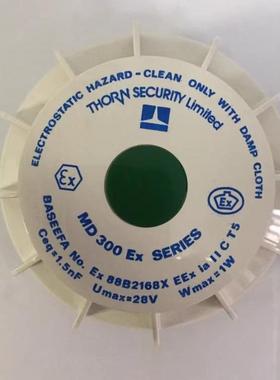 ELECTROSTATIC HAZARD-CLEAN ONLY WITH DAMP CLOTH
THORN SECURITY Limited
Ex
Ex
MD 300 Ex SERIES
BASEEFA No. Ex 88B2168X EEx ia IIC T5
Ceq=1.5nF Umax=28V Wmax=1W